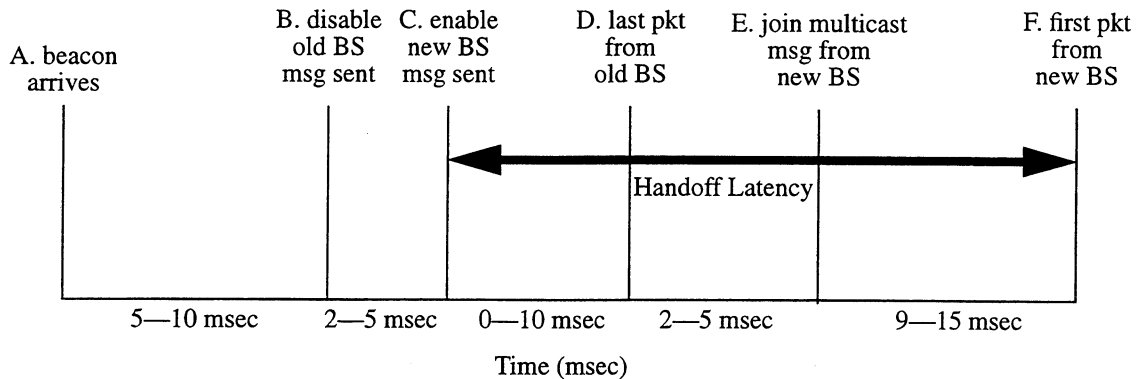 A. beacon
arrives
B. disable
old BS
msg sent
C. enable
new BS
msg sent
D. last pkt
from
old BS
E. join multicast
msg from
new BS
F. first pkt
from
new BS
Handoff Latency
5—10 msec
2—5 msec
0—10 msec
2—5 msec
9—15 msec
Time (msec)